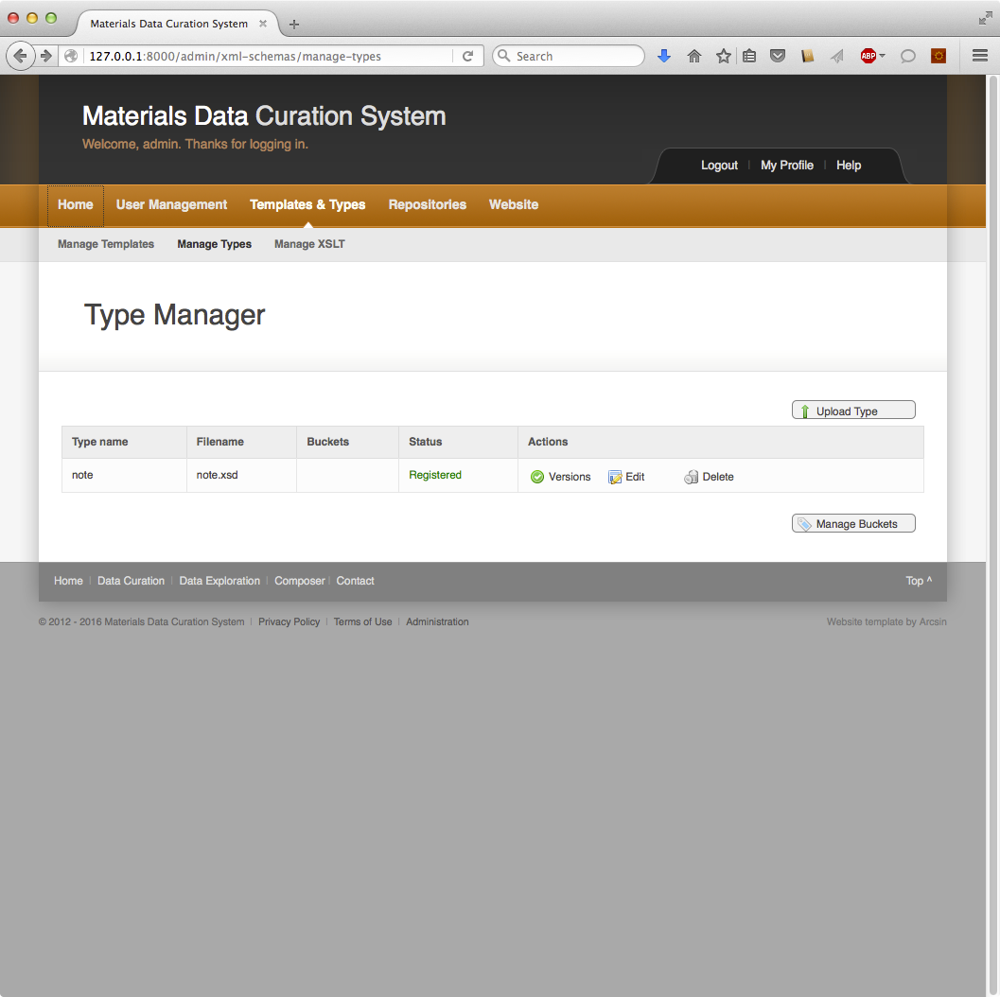 Materials Data Curation System
127.0.0.1:8000/admin/xml-schemas/manage-types
Search
ABP
Materials Data Curation System
Welcome, admin. Thanks for logging in.
Logout | My Profile | Help
Home User Management Templates & Types Repositories Website
Manage Templates Manage Types Manage XSLT
Type Manager
Upload Type
Type name Filename Buckets Status Actions
note note.xsd Registered Versions Edit Delete
Manage Buckets
Home | Data Curation | Data Exploration | Composer | Contact Top ^
© 2012 - 2016 Materials Data Curation System | Privacy Policy | Terms of Use | Administration Website template by Arcsin